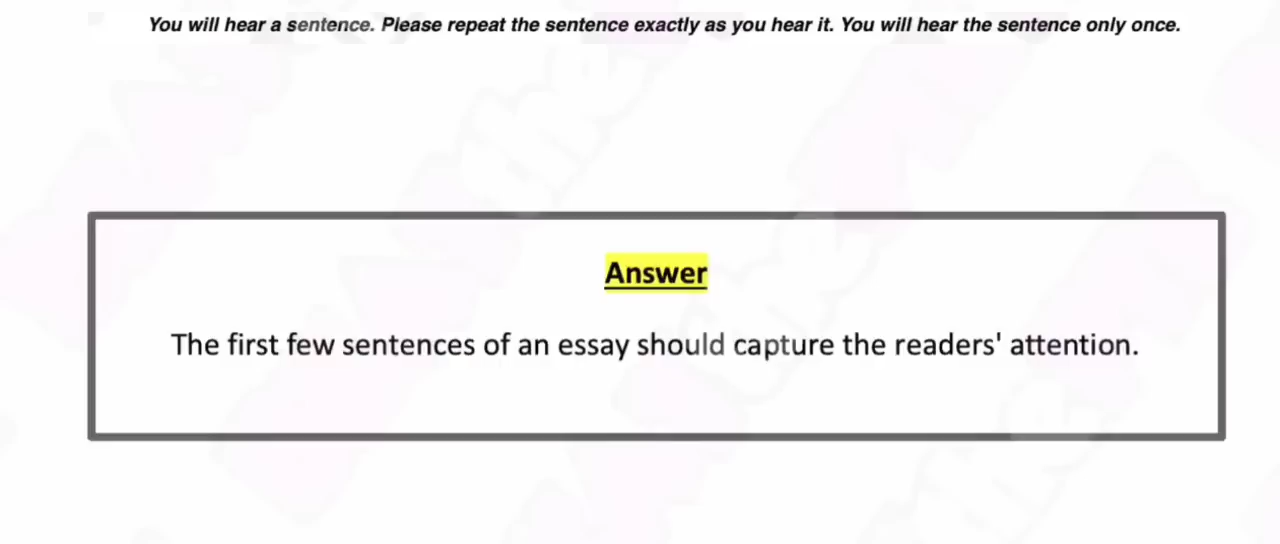 You will hear a sentence. Please repeat the sentence exactly as you hear it. You will hear the sentence only once.
Answer
The first few sentences of an essay should capture the readers' attention.